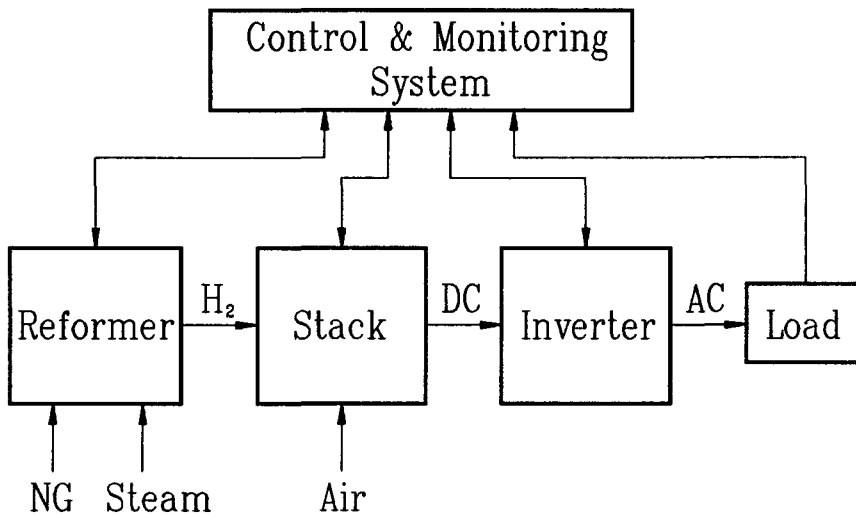 Control & Monitoring
System
H₂
DC
AC
Reformer
Stack
Inverter
Load
NG
Steam
Air